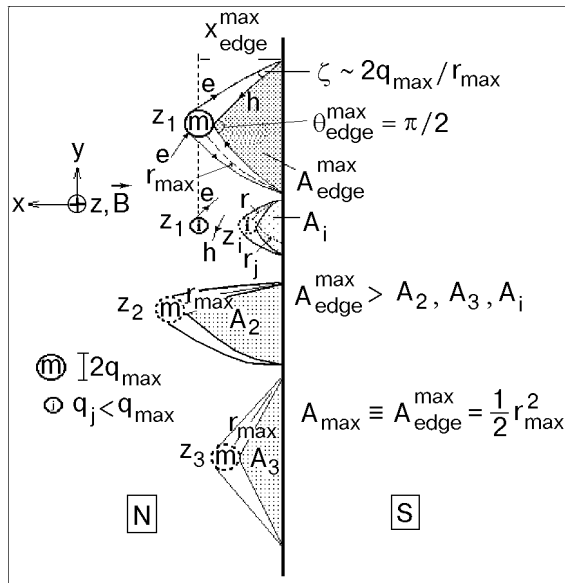 x_edge^max
ζ ~ 2q_max / r_max
e
h
z_1 m
θ_edge^max = π/2
e
r_max
A_edge^max
y
x z, B⃗
e
r
z_1 i
h
z_i i
r_j
A_i
r_max
z_2 m
A_2
A_edge^max > A_2 , A_3 , A_i
m 2q_max
i q_j < q_max
r_max
A_max ≡ A_edge^max = 1/2 r_max^2
z_3 m
A_3
N
S